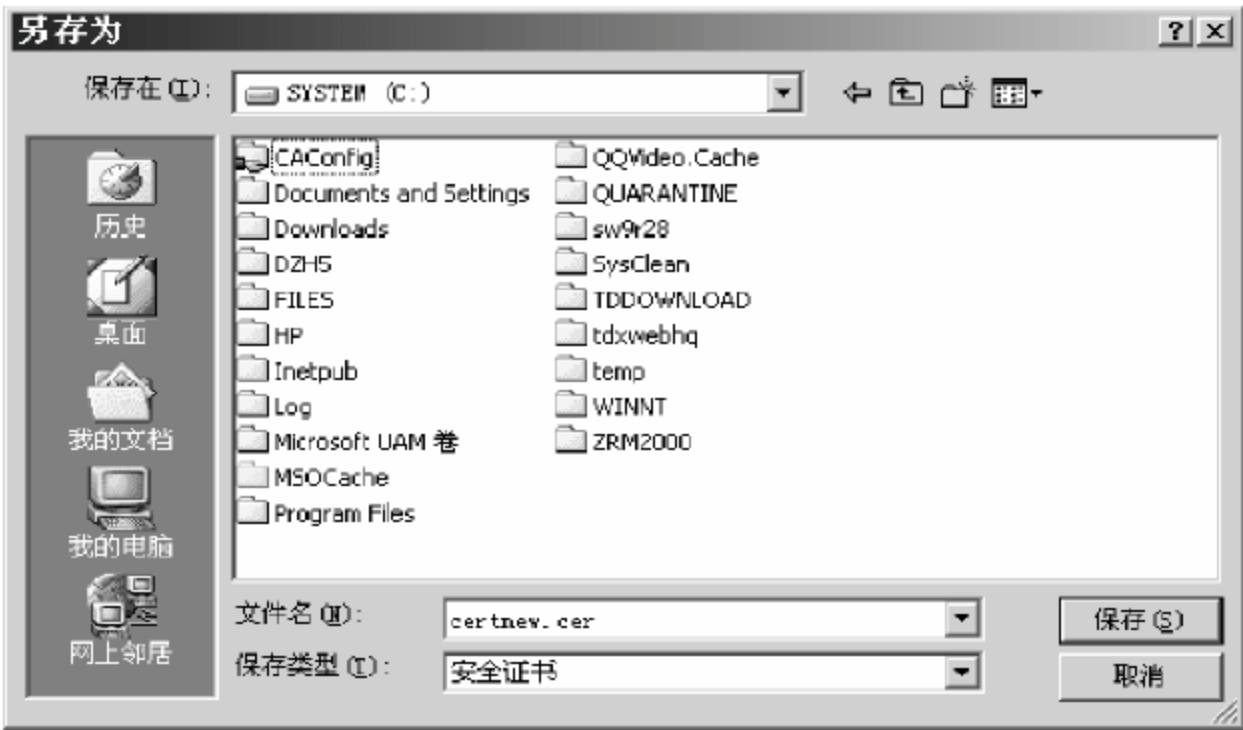 另存为
保存在(I):
SYSTEM (C:)
历史
桌面
我的文档
我的电脑
网上邻居
CAConfig
Documents and Settings
Downloads
DZHS
FILES
HP
Inetpub
Log
Microsoft UAM 卷
MSOCache
Program Files
QQVideo.Cache
QUARANTINE
sw9r28
SysClean
TDDOWNLOAD
tdxwebhq
temp
WINNT
ZRM2000
文件名(N):
certnew.cer
保存(S)
保存类型(T):
安全证书
取消